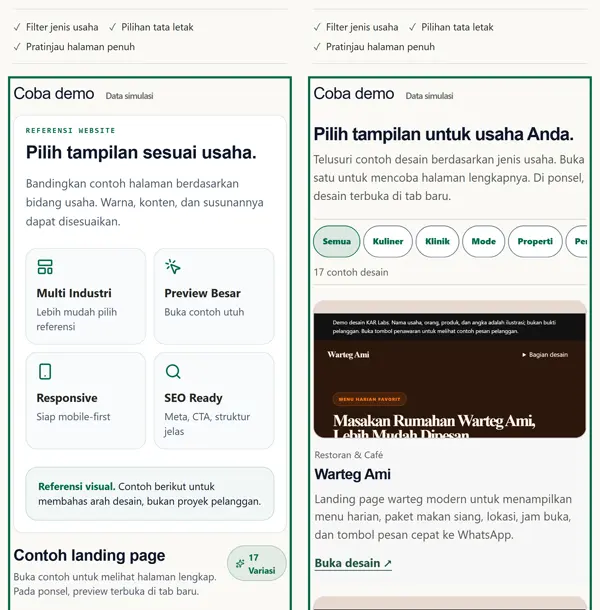 ✓ Filter jenis usaha ✓ Pilihan tata letak
✓ Pratinjau halaman penuh
Coba demo Data simulasi
REFERENSI WEBSITE
Pilih tampilan sesuai usaha.
Bandingkan contoh halaman berdasarkan
bidang usaha. Warna, konten, dan susunannya
dapat disesuaikan.
Multi Industri
Lebih mudah pilih
referensi
Preview Besar
Buka contoh utuh
Responsive
Siap mobile-first
SEO Ready
Meta, CTA, struktur
jelas
Referensi visual. Contoh berikut untuk
membahas arah desain, bukan proyek pelanggan.
Contoh landing page
17
Variasi
Buka contoh untuk melihat halaman lengkap.
Pada ponsel, preview terbuka di tab baru.
✓ Filter jenis usaha ✓ Pilihan tata letak
✓ Pratinjau halaman penuh
Coba demo Data simulasi
Pilih tampilan untuk usaha Anda.
Telusuri contoh desain berdasarkan jenis usaha. Buka
satu untuk mencoba halaman lengkapnya. Di ponsel,
desain terbuka di tab baru.
Semua Kuliner Klinik Mode Properti Per
17 contoh desain
Demo desain KAR Labs. Nama usaha, orang, produk, dan angka adalah ilustrasi; bukan bukti
pelanggan. Buka tombol penawaran untuk melihat contoh pesan pelanggan.
Warteg Ami ▶ Bagian desain
MENU HARIAN FAVORIT
Masakan Rumahan Warteg Ami,
Lebih Mudah Dipesan
Restoran & Café
Warteg Ami
Landing page warteg modern untuk menampilkan
menu harian, paket makan siang, lokasi, jam buka,
dan tombol pesan cepat ke WhatsApp.
Buka desain ↗